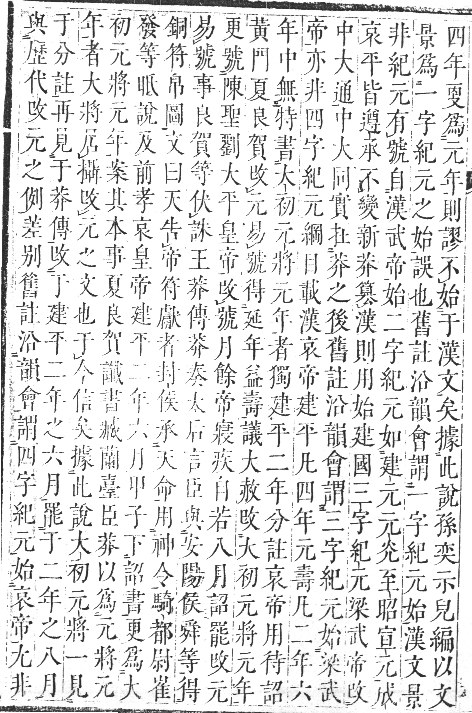 四年更爲元年則謬不始于漢文矣據此說孫奕示兒編以文
景爲一字紀元之始誤也舊註沿韻會謂一字紀元始漢文景
非紀元有號自漢武帝始二字紀元如建元元光至昭宣元成
哀平皆遵承不變新莽簒漢則用始建國三字紀元梁武帝改
中大通中大同實在莽之後舊註沿韻會謂三字紀元始梁武
帝亦非四字紀元綱目載漢哀帝建平凡四年元壽凡二年六
年中無特書大初元將元年者獨建平二年分註哀帝用待詔
黃門夏良賀改元易號得延年益壽議大赦改大初元將元年
更號陳聖劉大平皇帝改號月餘帝寢疾自若八月詔罷改元
易號事良賀等伏誅王莽傳莽奏太后言臣與安陽侯舜等得
銅符帛圖文曰天告帝符獻者封侯承天命用神令騎都尉崔
發等眡說及前孝哀皇帝建平二年六月甲子下詔書更爲大
初元將元年案其本事夏良賀讖書臧蘭臺臣莽以爲元將元
年者大將居攝改元之文也于今信矣據此說大初元將一見
于分註再見于莽傳改于建平二年之六月罷于二年之八月
與歷代改元之例差別舊註沿韻會謂四字紀元始哀帝尢非